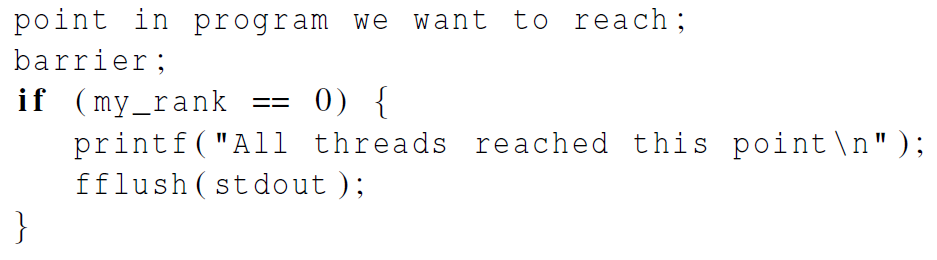 point in program we want to reach;
barrier;
if (my_rank == 0) {
   printf("All threads reached this point\n");
   fflush(stdout);
}